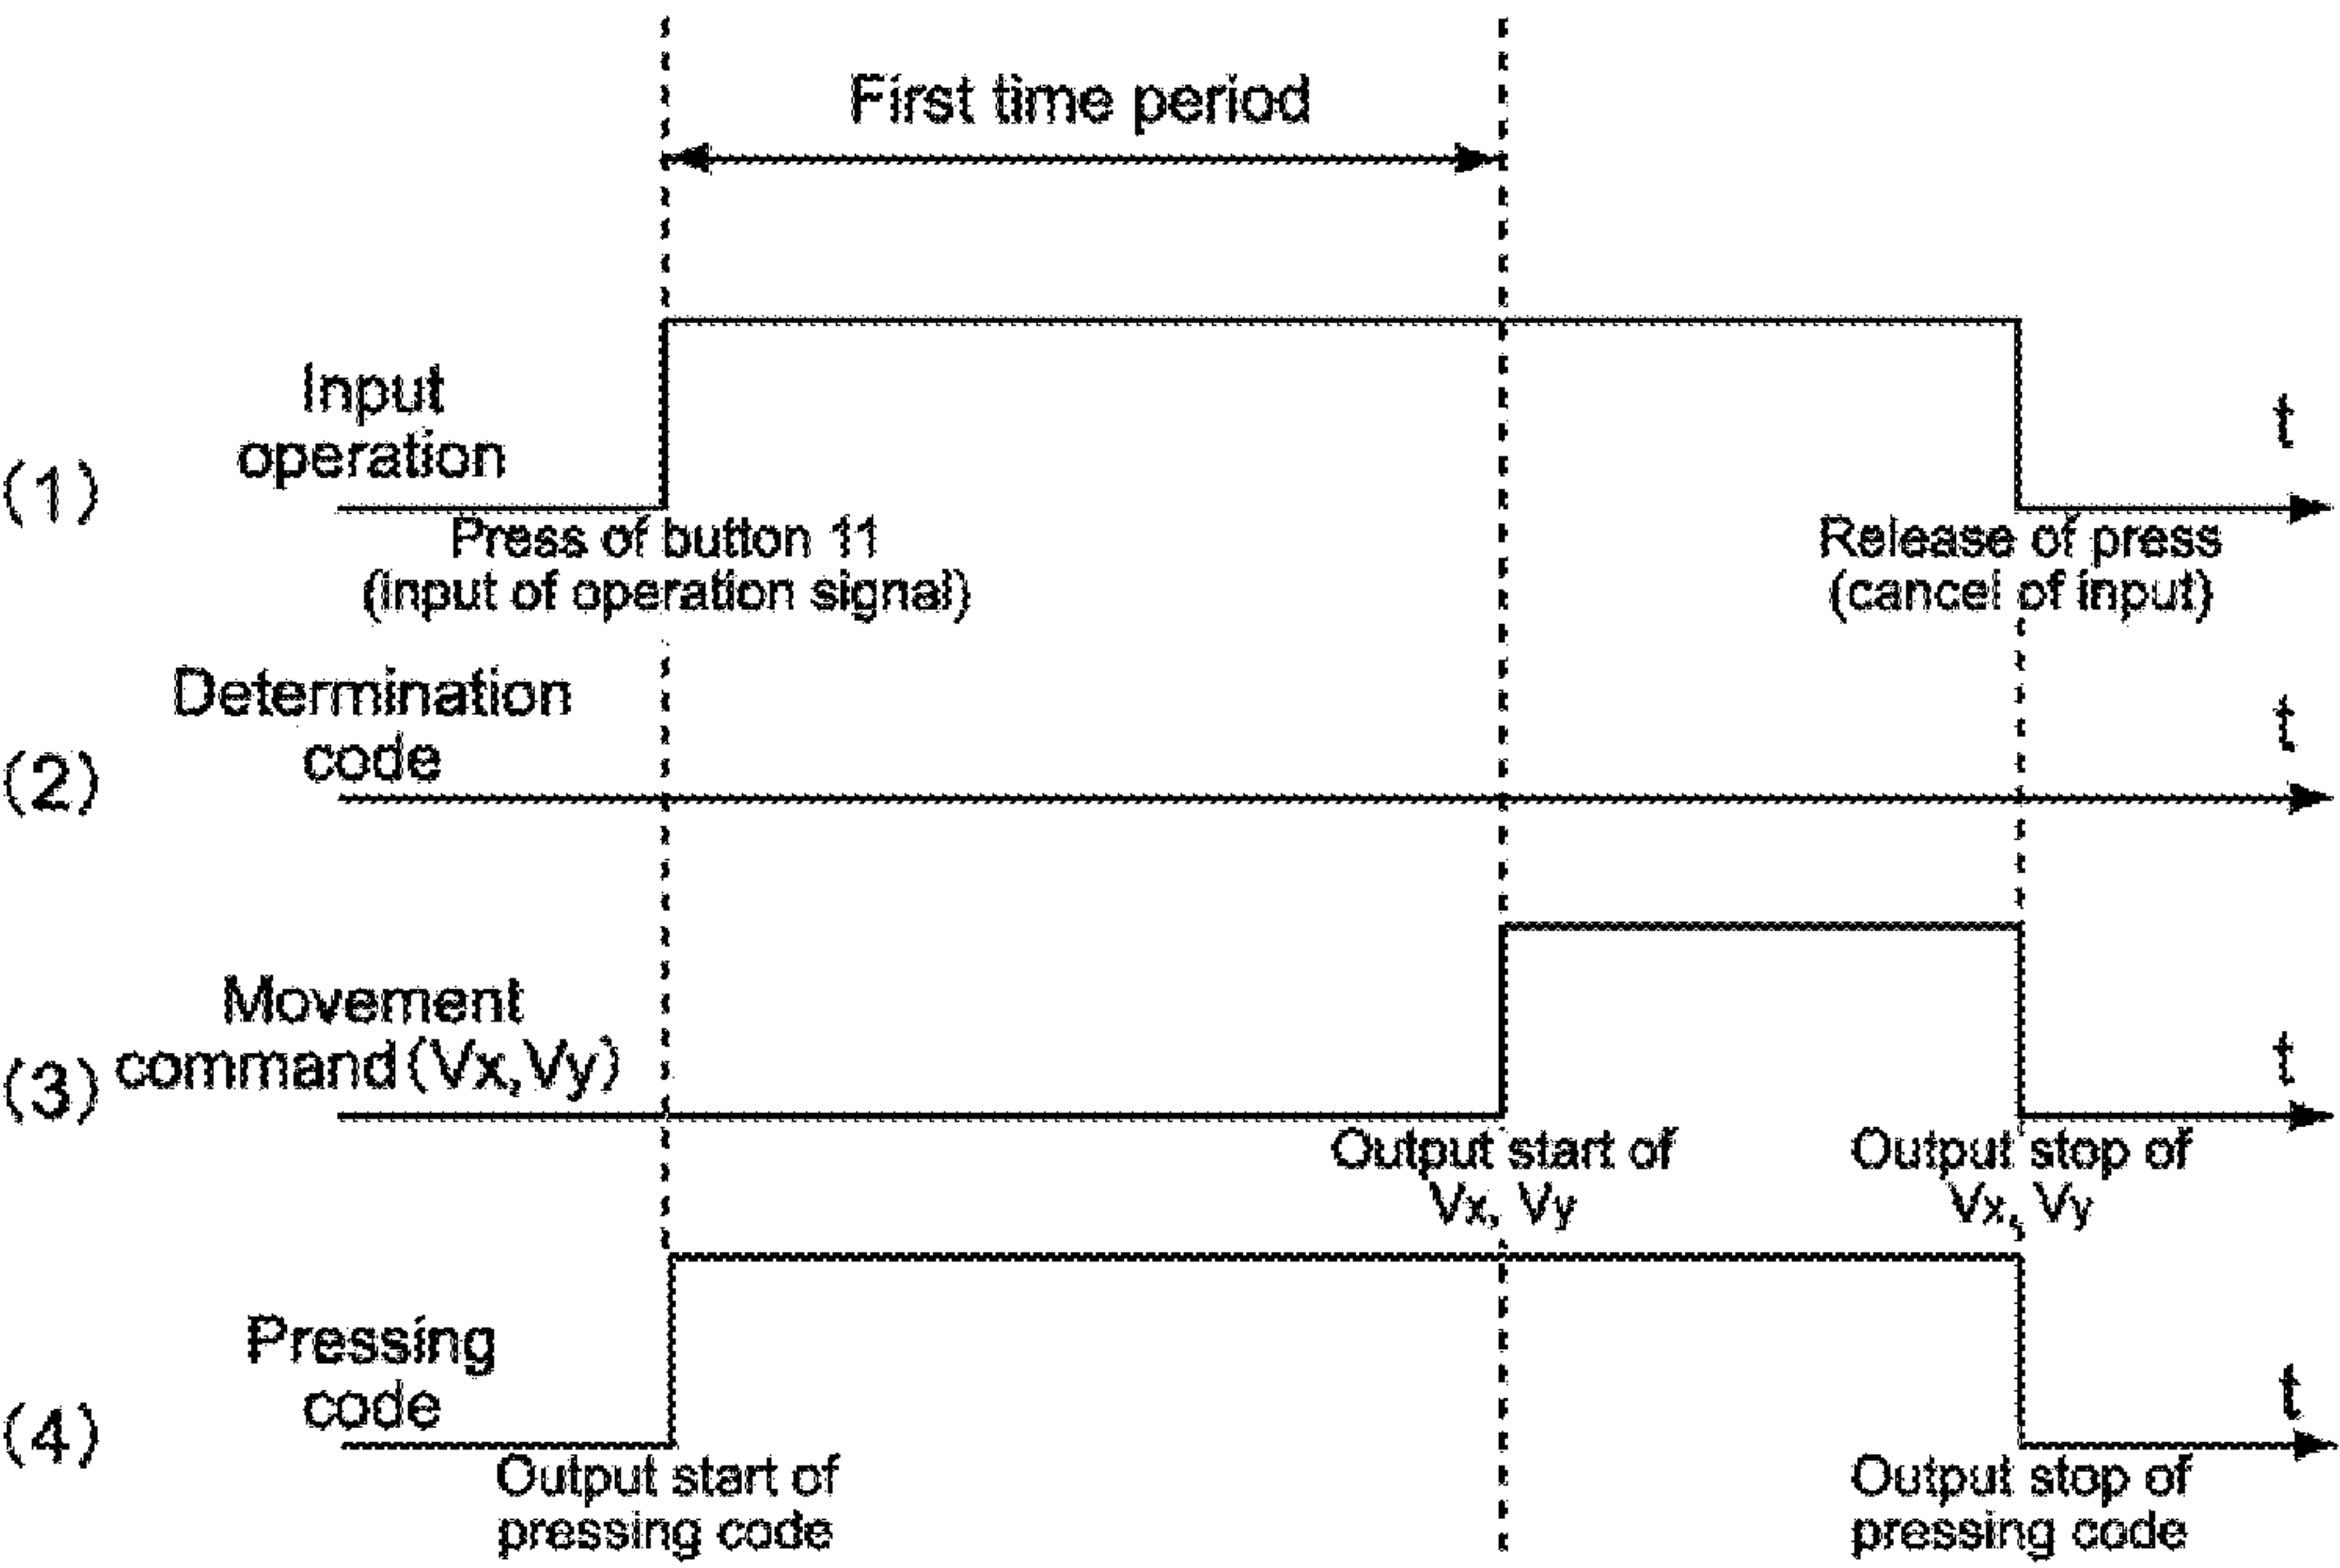 First time period
Input
operation
t
(1)
Press of button 11
(input of operation signal)
Release of press
(cancel of input)
Determination
code
t
(2)
Movement
command (Vx, Vy)
t
(3)
Output start of
Vx, Vy
Output stop of
Vx, Vy
Pressing
code
t
(4)
Output start of
pressing code
Output stop of
pressing code